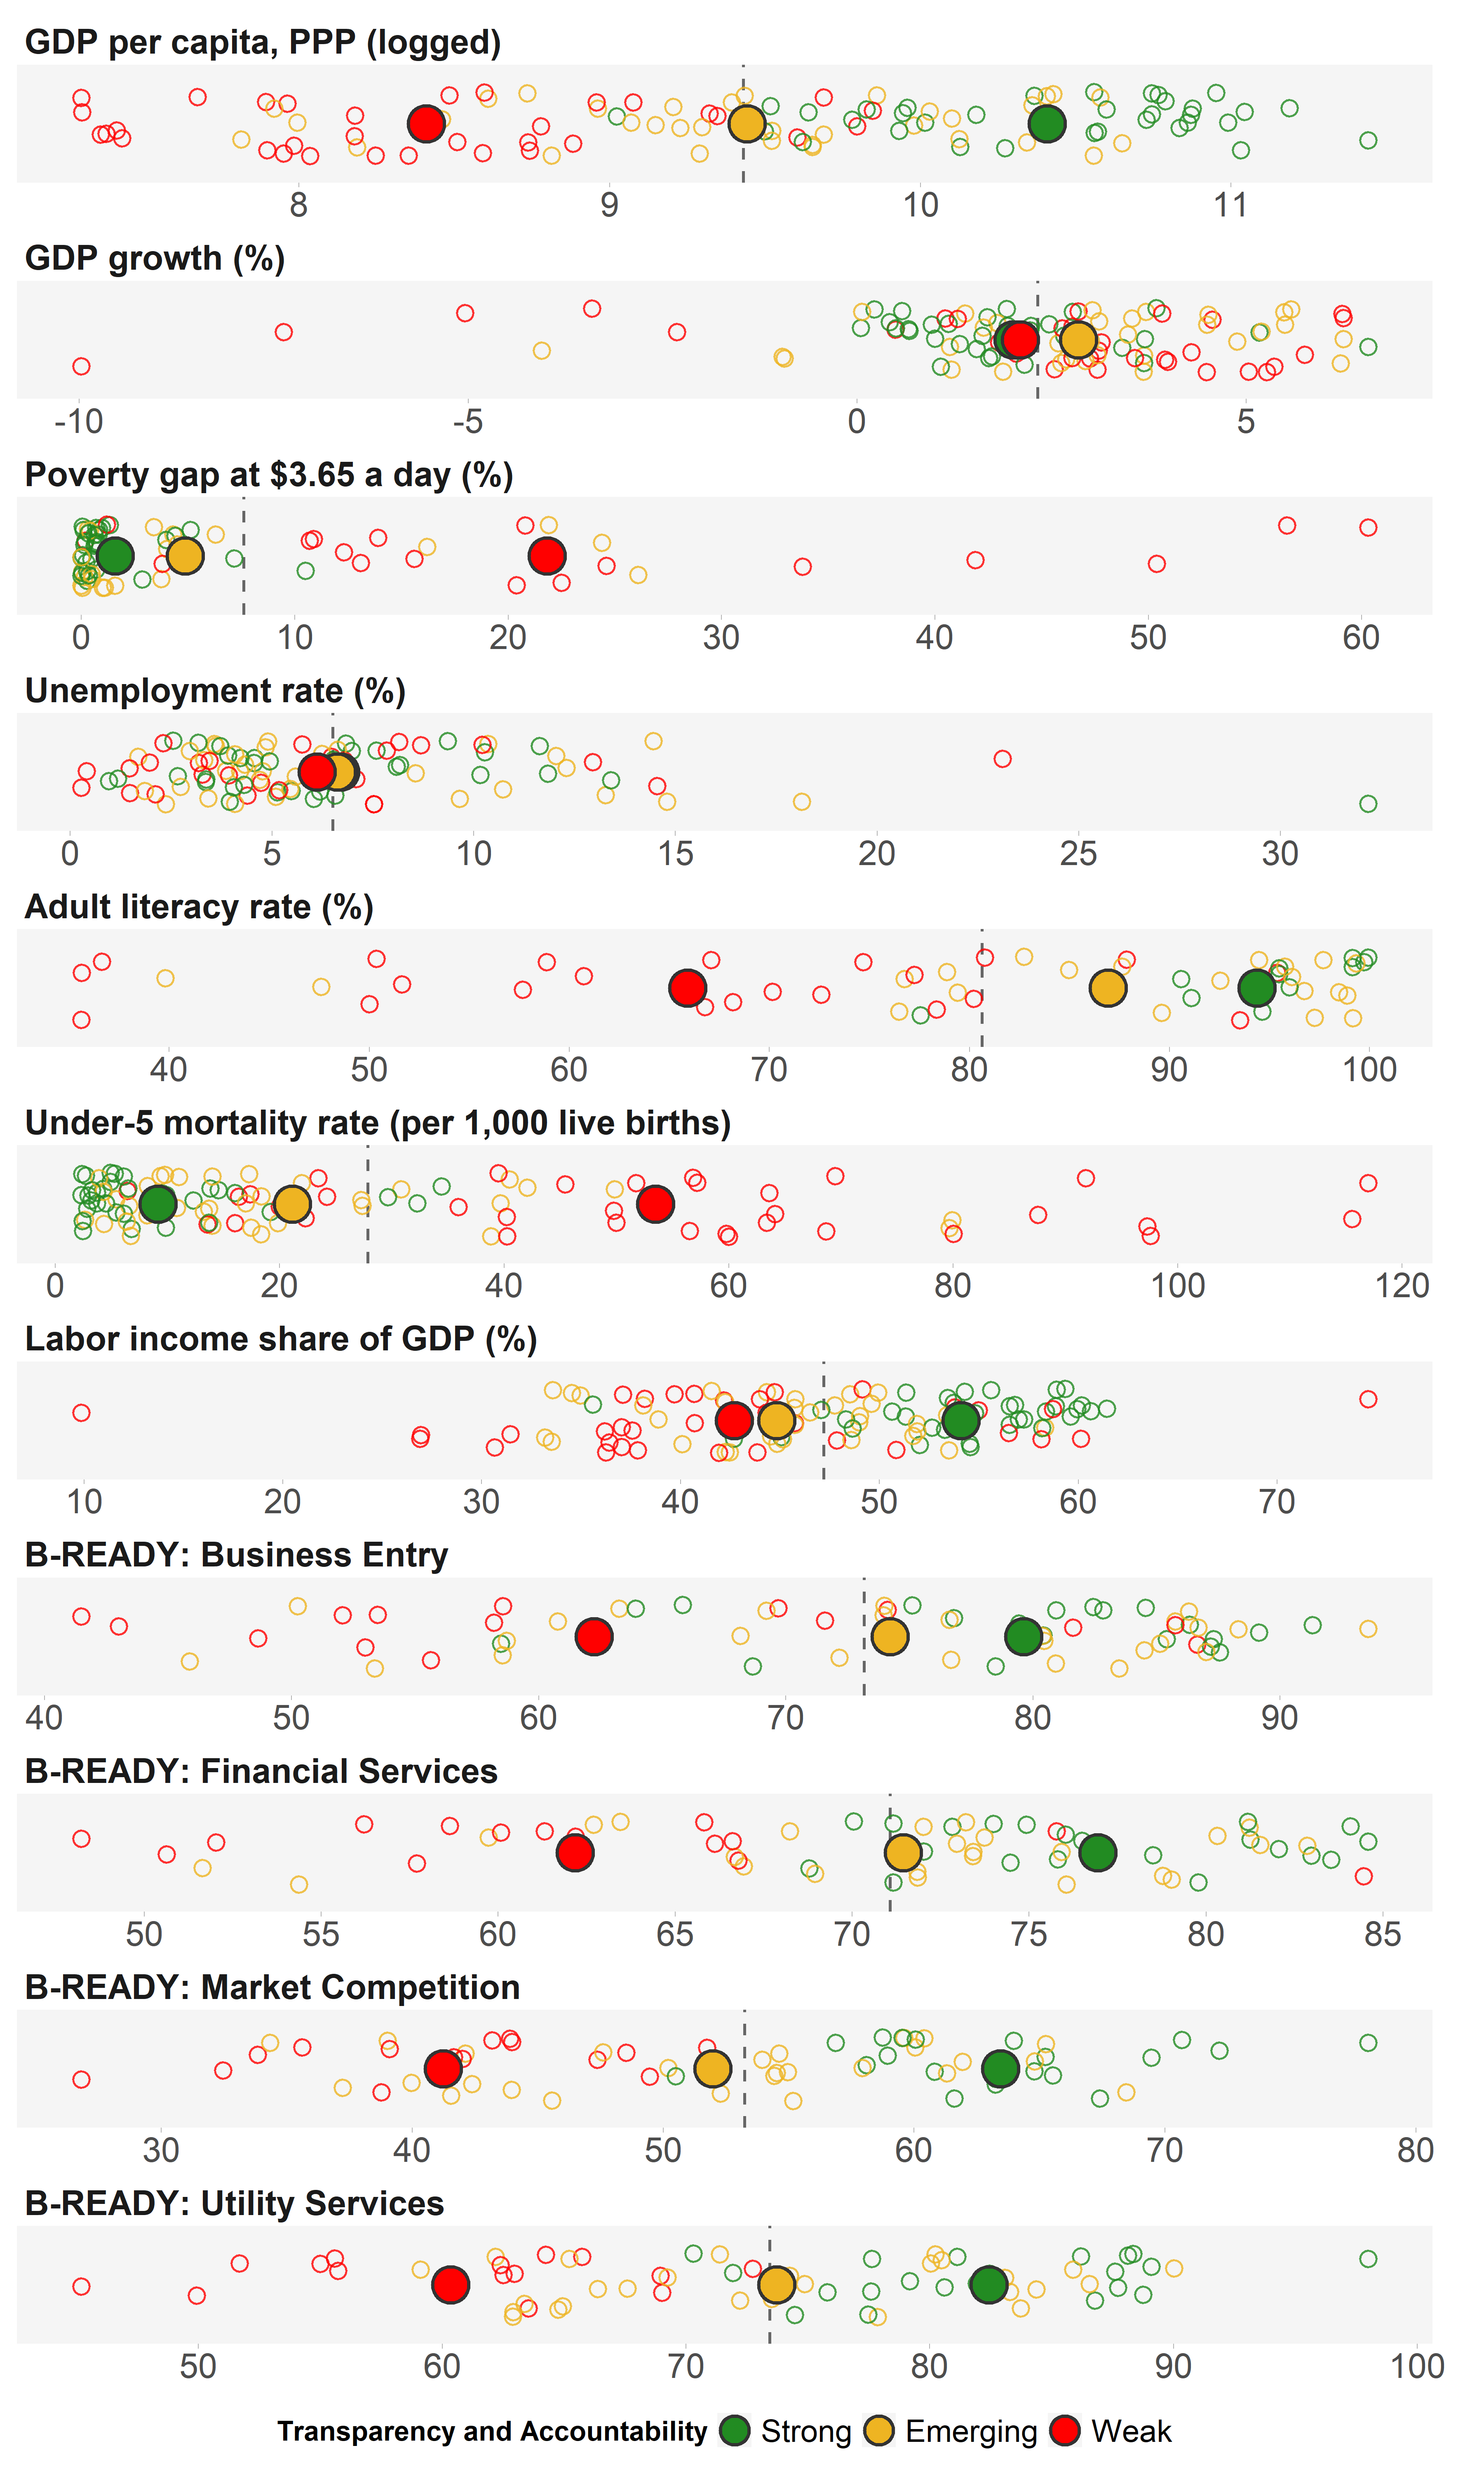 GDP per capita, PPP (logged)
8 9 10 11
GDP growth (%)
-10 -5 0 5
Poverty gap at $3.65 a day (%)
0 10 20 30 40 50 60
Unemployment rate (%)
0 5 10 15 20 25 30
Adult literacy rate (%)
40 50 60 70 80 90 100
Under-5 mortality rate (per 1,000 live births)
0 20 40 60 80 100 120
Labor income share of GDP (%)
10 20 30 40 50 60 70
B-READY: Business Entry
40 50 60 70 80 90
B-READY: Financial Services
50 55 60 65 70 75 80 85
B-READY: Market Competition
30 40 50 60 70 80
B-READY: Utility Services
50 60 70 80 90 100
Transparency and Accountability Strong Emerging Weak